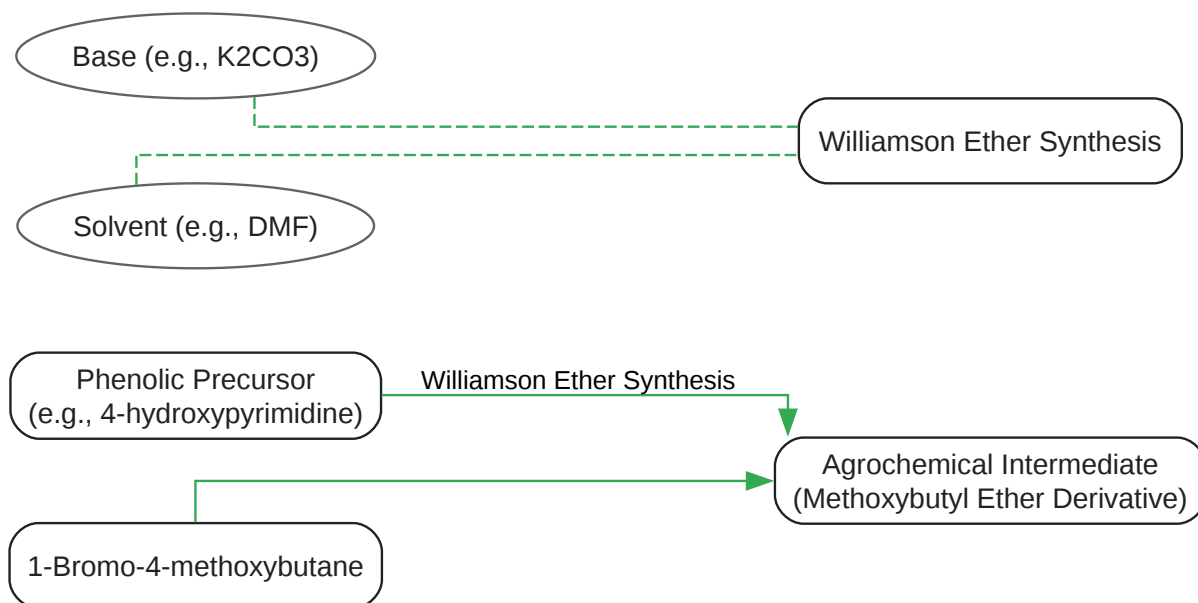 Base (e.g., K2CO3)
Williamson Ether Synthesis
Solvent (e.g., DMF)
Phenolic Precursor
(e.g., 4-hydroxypyrimidine)
Williamson Ether Synthesis
Agrochemical Intermediate
(Methoxybutyl Ether Derivative)
1-Bromo-4-methoxybutane